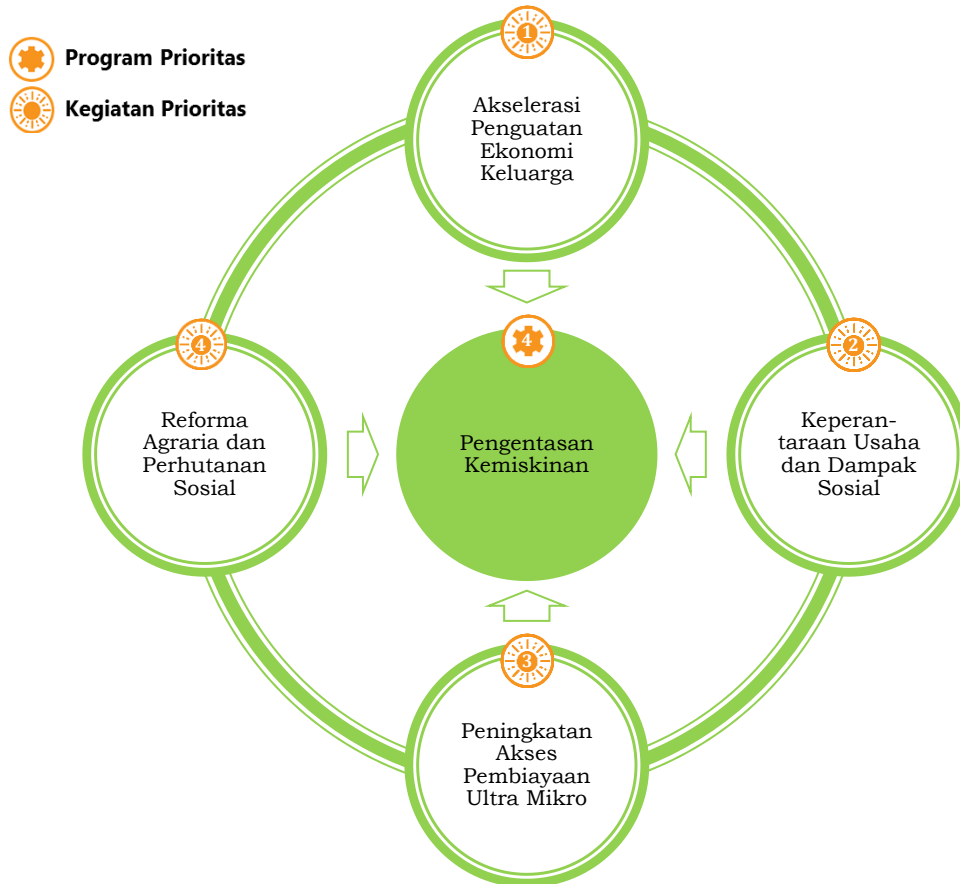 Program Prioritas
Kegiatan Prioritas
1
Akselerasi
Penguatan
Ekonomi
Keluarga
4
Reforma
Agraria dan
Perhutanan
Sosial
4
Pengentasan
Kemiskinan
2
Keperan-
taraan Usaha
dan Dampak
Sosial
3
Peningkatan
Akses
Pembiayaan
Ultra Mikro